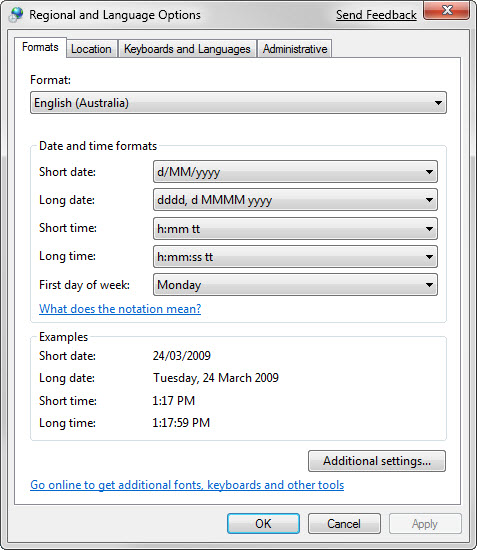 Regional and Language Options Send Feedback
Formats Location Keyboards and Languages Administrative
Format:
English (Australia)
Date and time formats
Short date: d/MM/yyyy
Long date: dddd, d MMMM yyyy
Short time: h:mm tt
Long time: h:mm:ss tt
First day of week: Monday
What does the notation mean?
Examples
Short date: 24/03/2009
Long date: Tuesday, 24 March 2009
Short time: 1:17 PM
Long time: 1:17:59 PM
Additional settings...
Go online to get additional fonts, keyboards and other tools
OK Cancel Apply